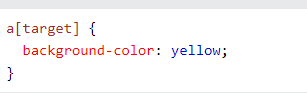 a[target] {
  background-color: yellow;
}